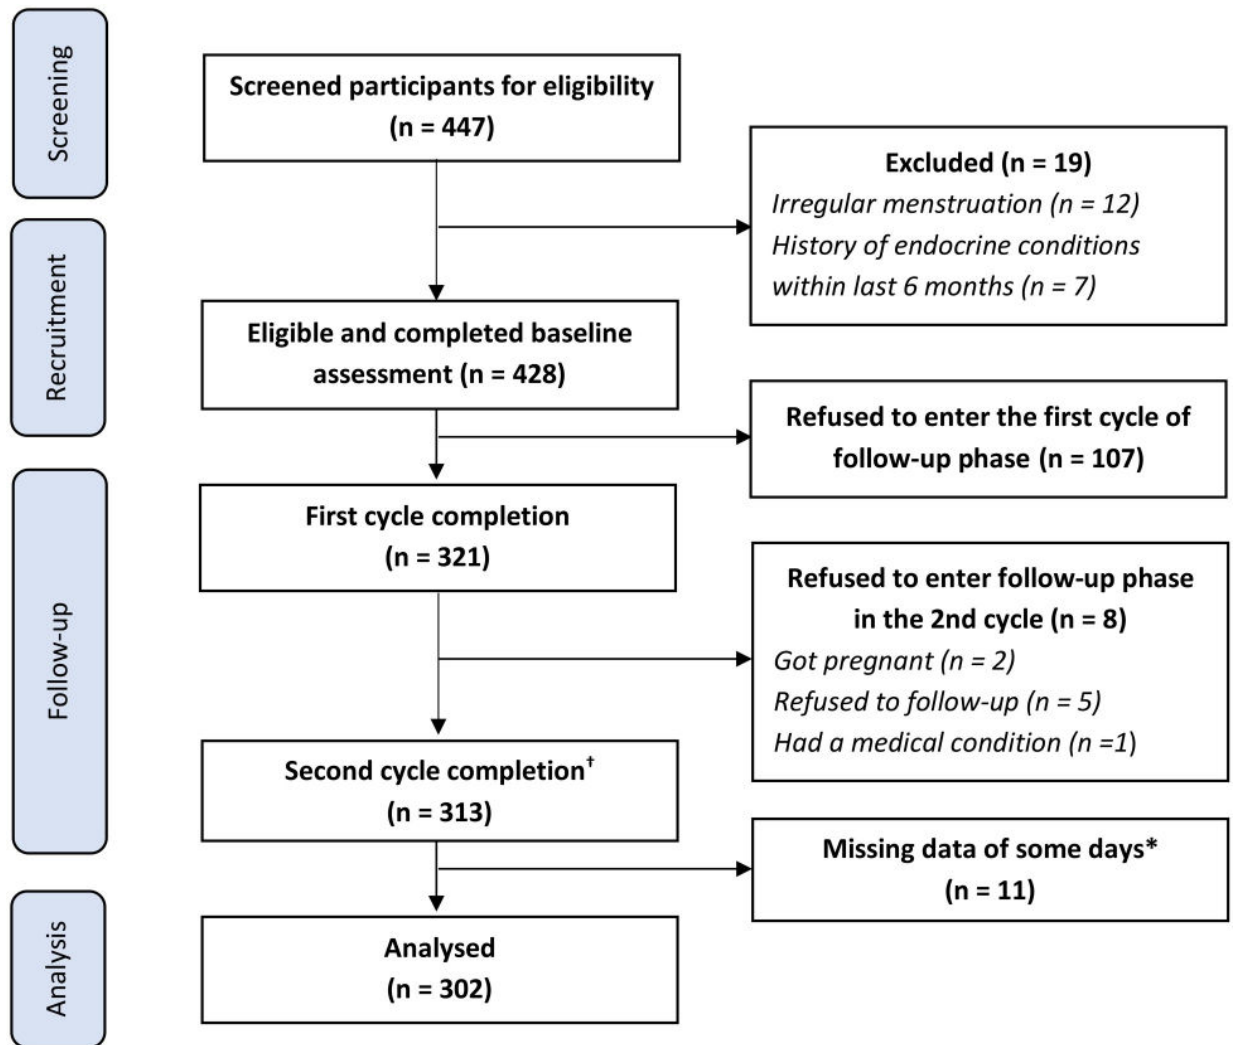 Screening
Screened participants for eligibility
(n = 447)
Excluded (n = 19)
Irregular menstruation (n = 12)
History of endocrine conditions
within last 6 months (n = 7)
Recruitment
Eligible and completed baseline
assessment (n = 428)
Refused to enter the first cycle of
follow-up phase (n = 107)
Follow-up
First cycle completion
(n = 321)
Refused to enter follow-up phase
in the 2nd cycle (n = 8)
Got pregnant (n = 2)
Refused to follow-up (n = 5)
Had a medical condition (n =1)
Second cycle completion†
(n = 313)
Missing data of some days*
(n = 11)
Analysis
Analysed
(n = 302)